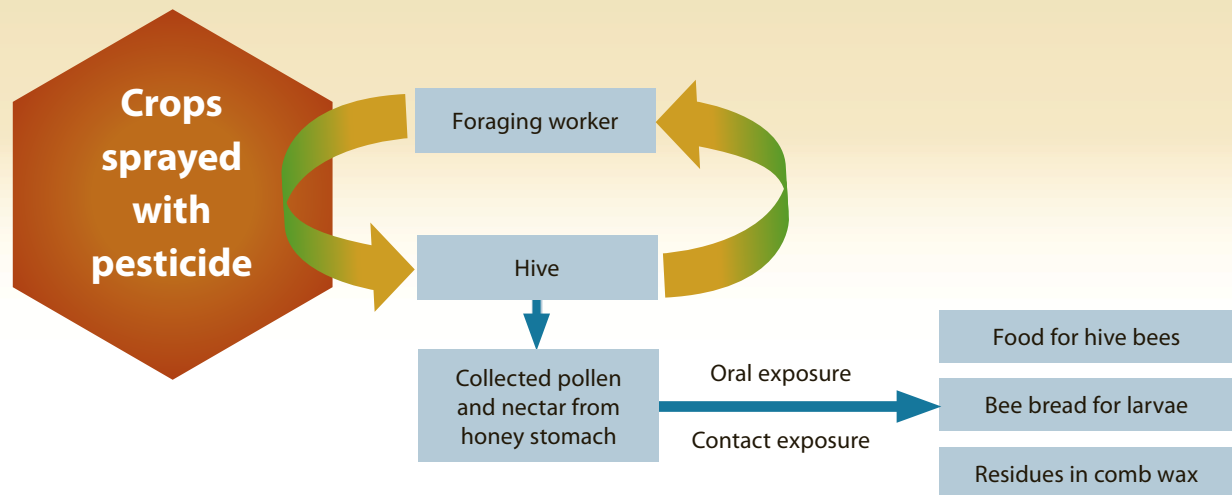 Crops
sprayed
with
pesticide
Foraging worker
Hive
Collected pollen
and nectar from
honey stomach
Oral exposure
Contact exposure
Food for hive bees
Bee bread for larvae
Residues in comb wax